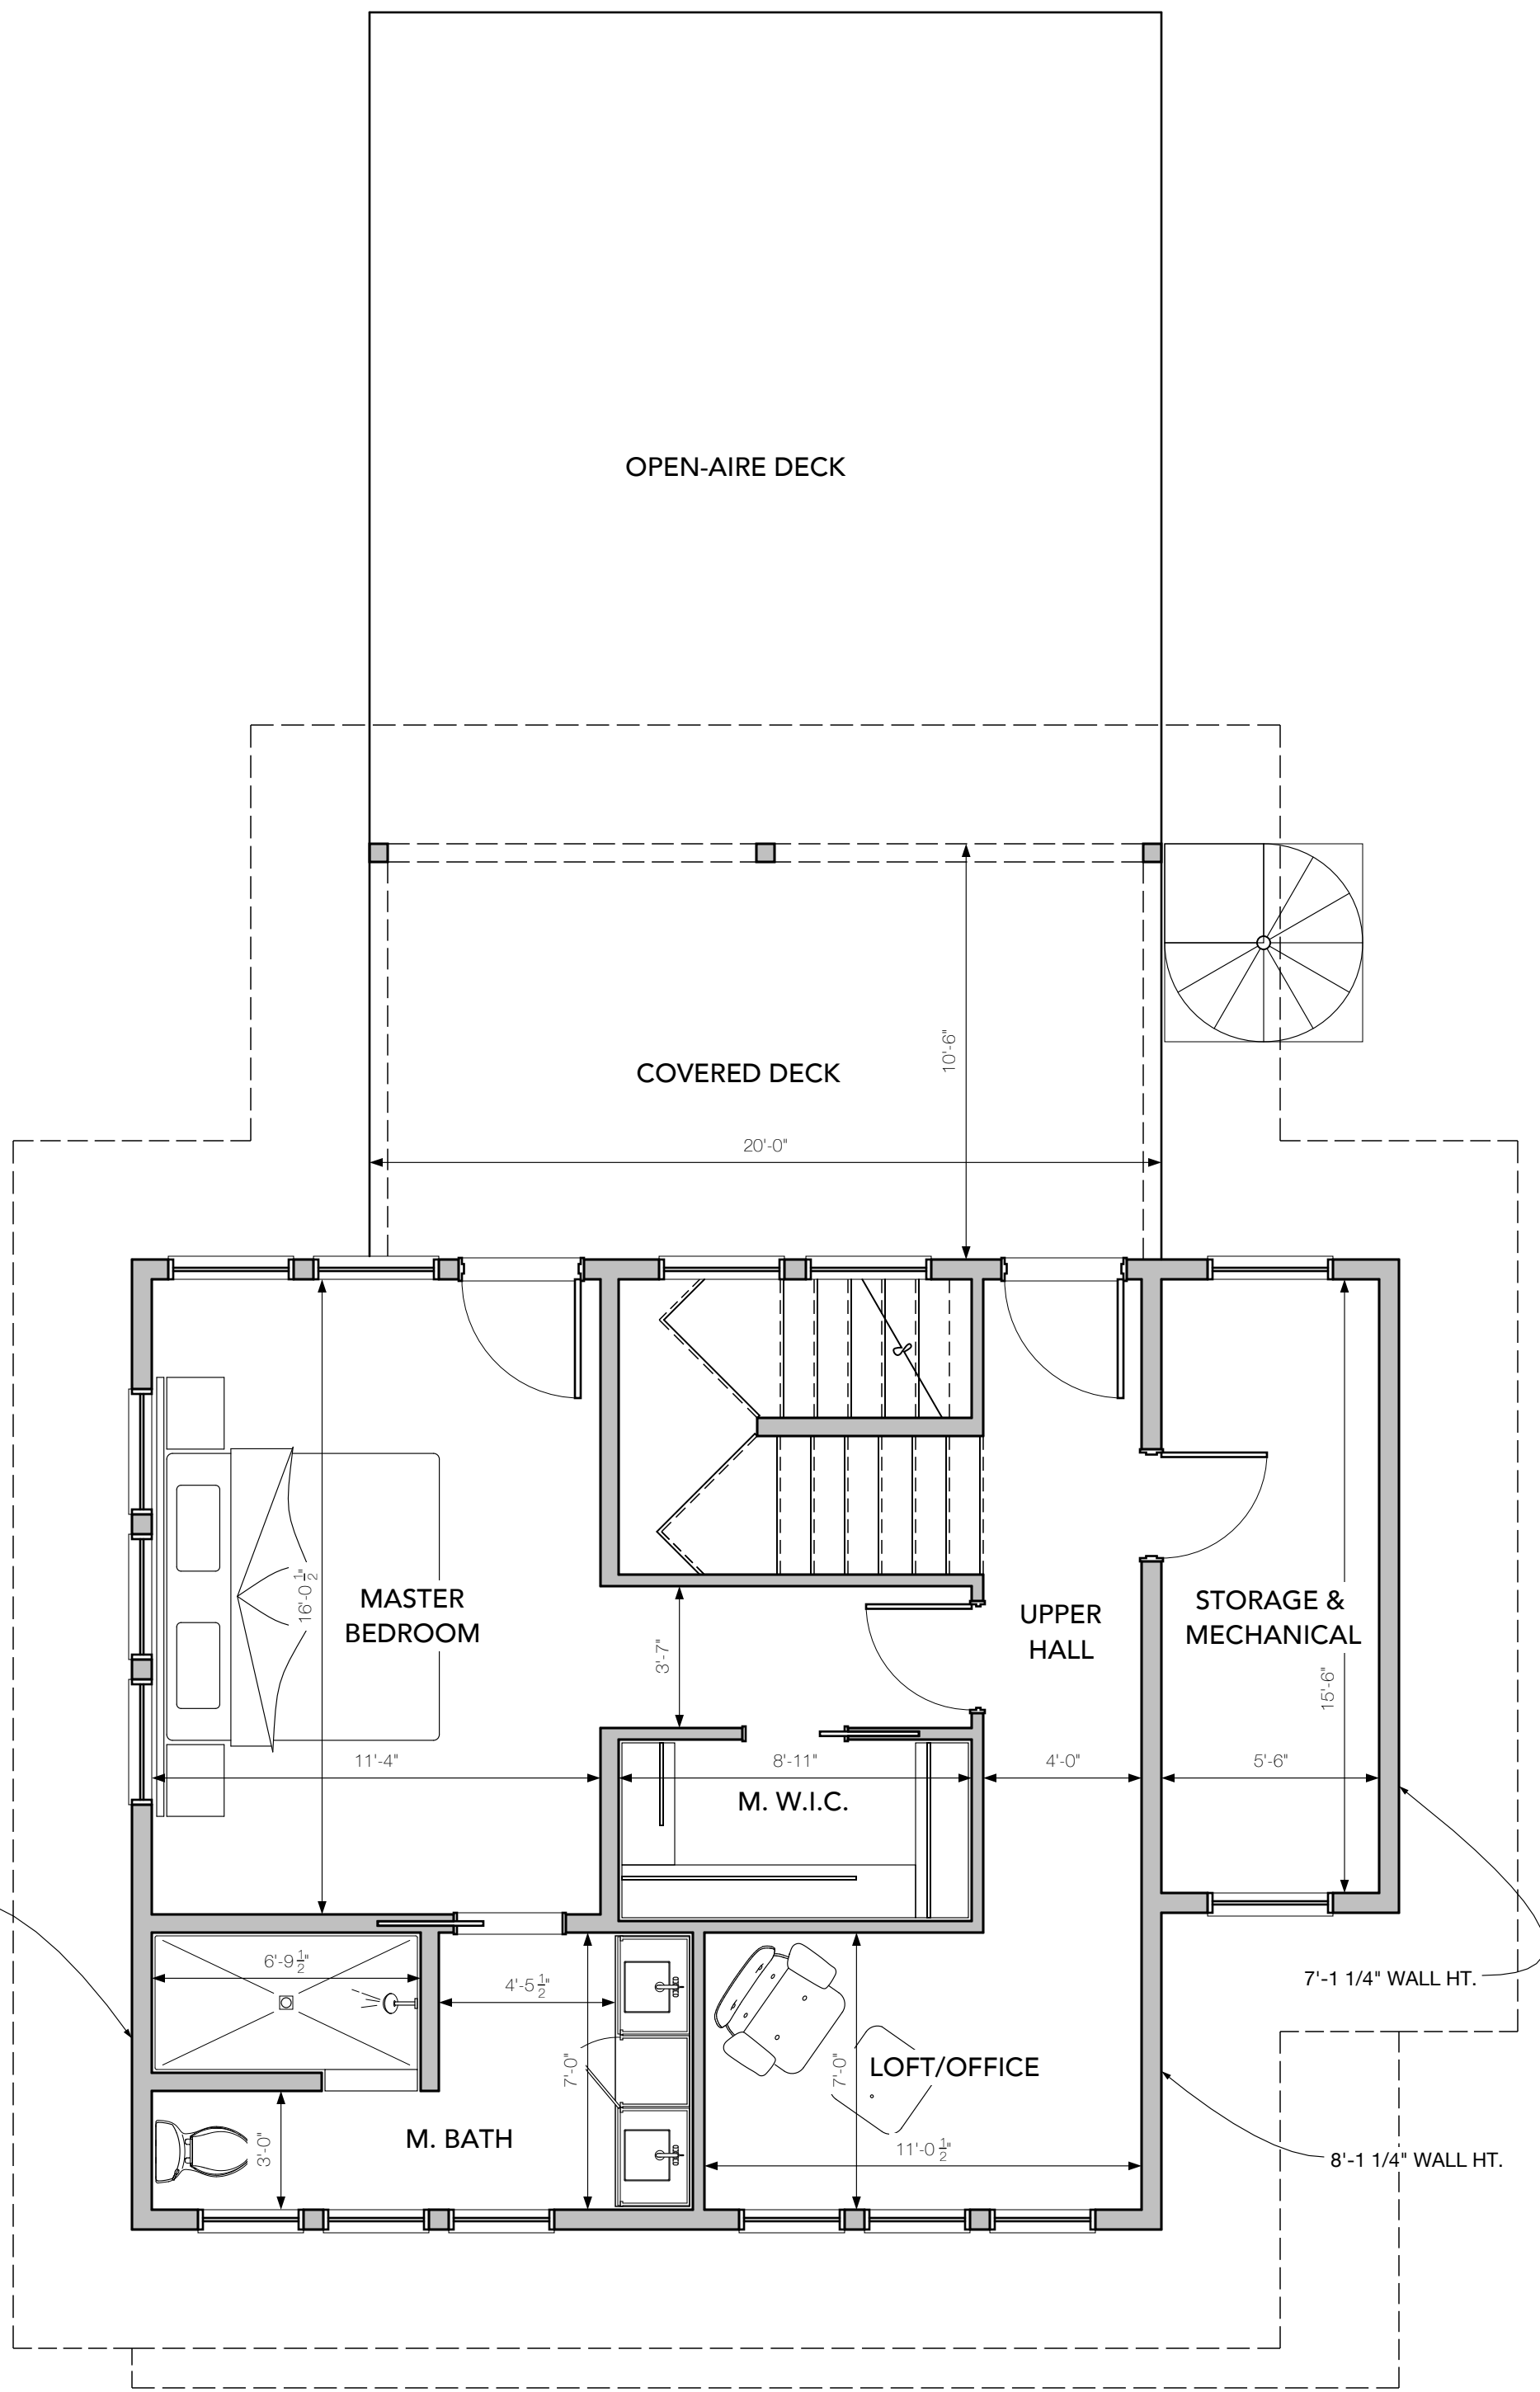 OPEN-AIRE DECK
10'-6"
COVERED DECK
20'-0"
16'-0 1/2"
MASTER
BEDROOM
3'-7"
UPPER
HALL
STORAGE &
MECHANICAL
15'-6"
11'-4"
8'-11"
4'-0"
5'-6"
M. W.I.C.
6'-9 1/2"
4'-5 1/2"
7'-1 1/4" WALL HT.
7'-0"
7'-0"
LOFT/OFFICE
3'-0"
M. BATH
11'-0 1/2"
8'-1 1/4" WALL HT.